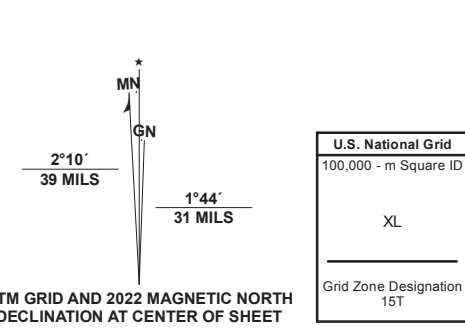 MN
GN
2°10´
39 MILS
1°44´
31 MILS
TM GRID AND 2022 MAGNETIC NORTH
DECLINATION AT CENTER OF SHEET
U.S. National Grid
100,000 - m Square ID
XL
Grid Zone Designation
15T